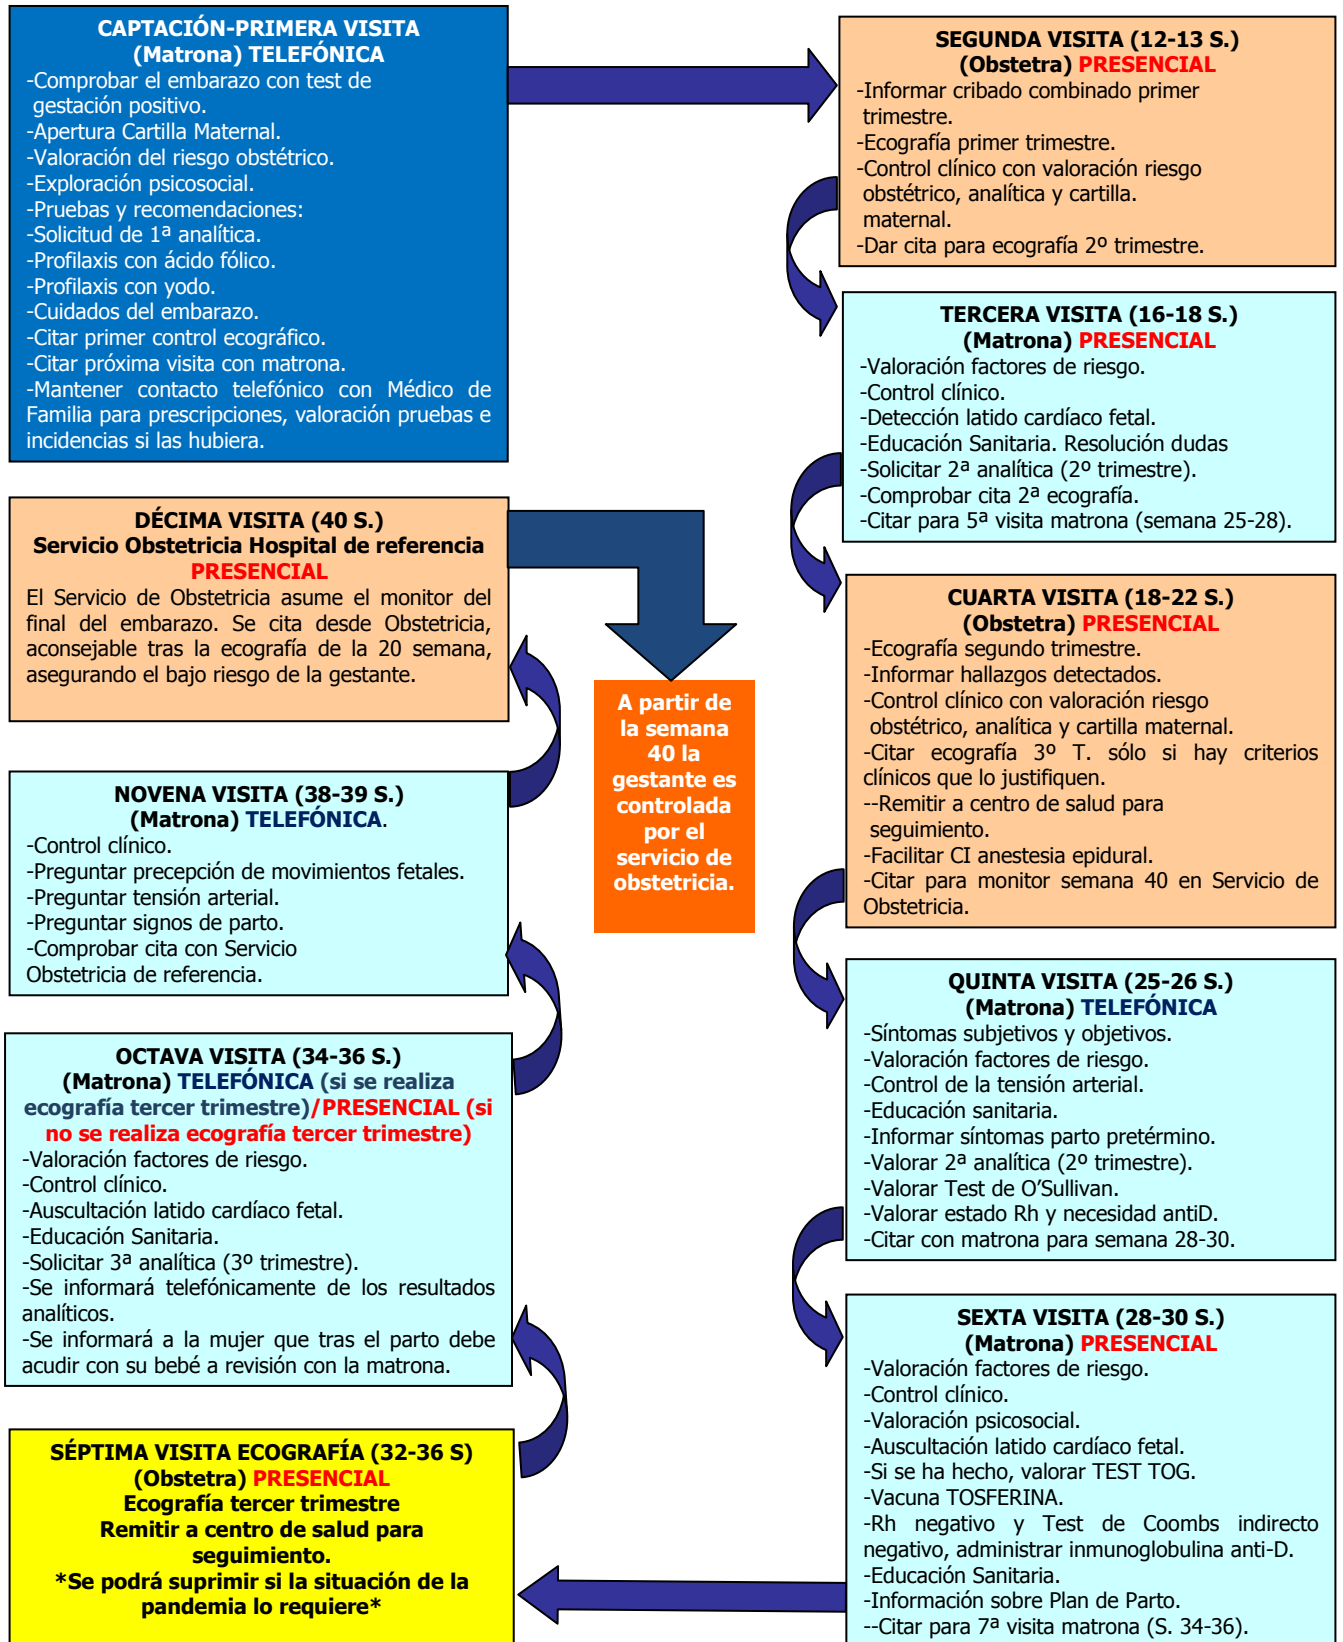 CAPTACIÓN-PRIMERA VISITA
(Matrona) TELEFÓNICA
-Comprobar el embarazo con test de
gestación positivo.
-Apertura Cartilla Maternal.
-Valoración del riesgo obstétrico.
-Exploración psicosocial.
-Pruebas y recomendaciones:
-Solicitud de 1ª analítica.
-Profilaxis con ácido fólico.
-Profilaxis con yodo.
-Cuidados del embarazo.
-Citar primer control ecográfico.
-Citar próxima visita con matrona.
-Mantener contacto telefónico con Médico de
Familia para prescripciones, valoración pruebas e
incidencias si las hubiera.
SEGUNDA VISITA (12-13 S.)
(Obstetra) PRESENCIAL
-Informar cribado combinado primer
trimestre.
-Ecografía primer trimestre.
-Control clínico con valoración riesgo
obstétrico, analítica y cartilla.
maternal.
-Dar cita para ecografía 2º trimestre.
TERCERA VISITA (16-18 S.)
(Matrona) PRESENCIAL
-Valoración factores de riesgo.
-Control clínico.
-Detección latido cardíaco fetal.
-Educación Sanitaria. Resolución dudas
-Solicitar 2ª analítica (2º trimestre).
-Comprobar cita 2ª ecografía.
-Citar para 5ª visita matrona (semana 25-28).
CUARTA VISITA (18-22 S.)
(Obstetra) PRESENCIAL
-Ecografía segundo trimestre.
-Informar hallazgos detectados.
-Control clínico con valoración riesgo
obstétrico, analítica y cartilla maternal.
-Citar ecografía 3º T. sólo si hay criterios
clínicos que lo justifiquen.
--Remitir a centro de salud para
seguimiento.
-Facilitar CI anestesia epidural.
-Citar para monitor semana 40 en Servicio de
Obstetricia.
QUINTA VISITA (25-26 S.)
(Matrona) TELEFÓNICA
-Síntomas subjetivos y objetivos.
-Valoración factores de riesgo.
-Control de la tensión arterial.
-Educación sanitaria.
-Informar síntomas parto pretérmino.
-Valorar 2ª analítica (2º trimestre).
-Valorar Test de O'Sullivan.
-Valorar estado Rh y necesidad antiD.
-Citar con matrona para semana 28-30.
SEXTA VISITA (28-30 S.)
(Matrona) PRESENCIAL
-Valoración factores de riesgo.
-Control clínico.
-Valoración psicosocial.
-Auscultación latido cardíaco fetal.
-Si se ha hecho, valorar TEST TOG.
-Vacuna TOSFERINA.
-Rh negativo y Test de Coombs indirecto
negativo, administrar inmunoglobulina anti-D.
-Educación Sanitaria.
-Información sobre Plan de Parto.
--Citar para 7ª visita matrona (S. 34-36).
SÉPTIMA VISITA ECOGRAFÍA (32-36 S)
(Obstetra) PRESENCIAL
Ecografía tercer trimestre
Remitir a centro de salud para
seguimiento.
*Se podrá suprimir si la situación de la
pandemia lo requiere*
OCTAVA VISITA (34-36 S.)
(Matrona) TELEFÓNICA (si se realiza
ecografía tercer trimestre)/PRESENCIAL (si
no se realiza ecografía tercer trimestre)
-Valoración factores de riesgo.
-Control clínico.
-Auscultación latido cardíaco fetal.
-Educación Sanitaria.
-Solicitar 3ª analítica (3º trimestre).
-Se informará telefónicamente de los resultados
analíticos.
-Se informará a la mujer que tras el parto debe
acudir con su bebé a revisión con la matrona.
NOVENA VISITA (38-39 S.)
(Matrona) TELEFÓNICA.
-Control clínico.
-Preguntar precepción de movimientos fetales.
-Preguntar tensión arterial.
-Preguntar signos de parto.
-Comprobar cita con Servicio
Obstetricia de referencia.
DÉCIMA VISITA (40 S.)
Servicio Obstetricia Hospital de referencia
PRESENCIAL
El Servicio de Obstetricia asume el monitor del
final del embarazo. Se cita desde Obstetricia,
aconsejable tras la ecografía de la 20 semana,
asegurando el bajo riesgo de la gestante.
A partir de
la semana
40 la
gestante es
controlada
por el
servicio de
obstetricia.